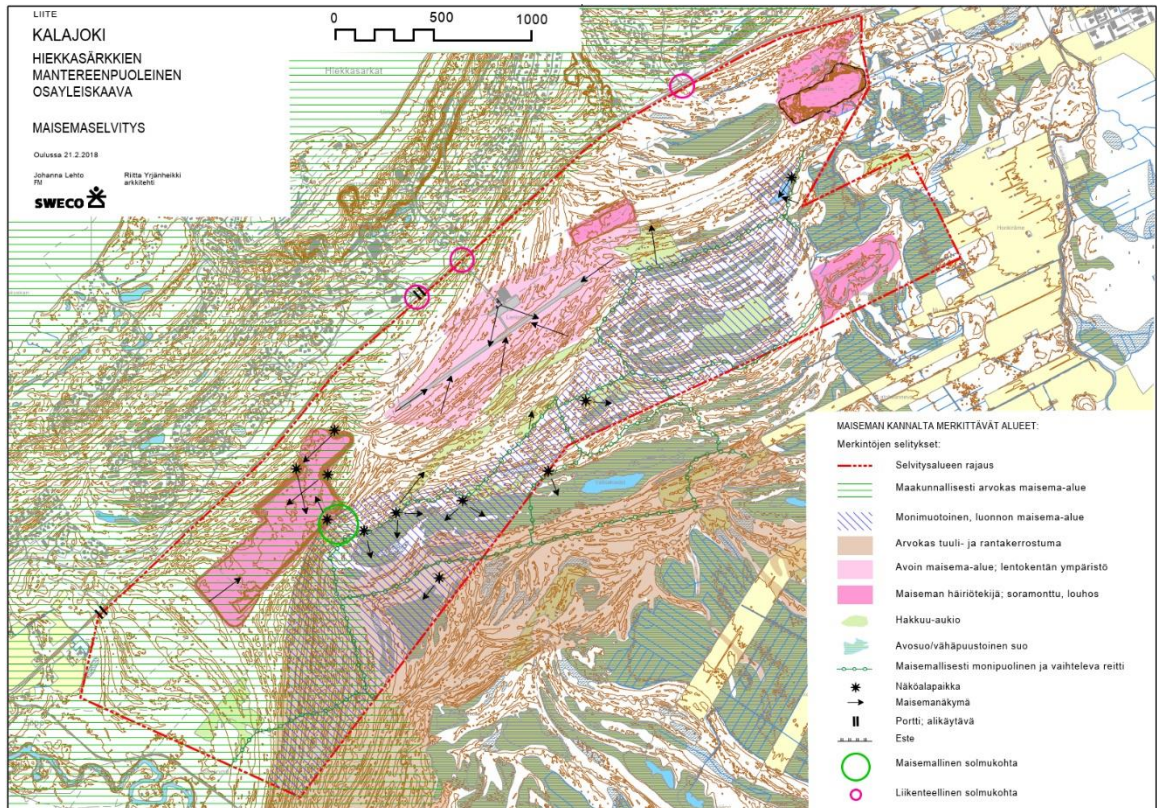 LIITE
KALAJOKI
HIEKKASÄRKKIEN
MANTEREENPUOLEINEN
OSAYLEISKAAVA
MAISEMASELVITYS
Oulussa 21.2.2018
Johanna Lehto
FM
Riitta Yrjänheikki
arkkitehti
SWECO
0 500 1000
Hiekkasärkät
MAISEMAN KANNALTA MERKITTÄVÄT ALUEET:
Merkintöjen selitykset:
Selvitysalueen rajaus
Maakunnallisesti arvokas maisema-alue
Monimuotoinen, luonnon maisema-alue
Arvokas tuuli- ja rantakerrostuma
Avoin maisema-alue; lentokentän ympäristö
Maiseman häiriötekijä; soramonttu, louhos
Hakkuu-aukio
Avosuo/vähäpuustoinen suo
Maisemallisesti monipuolinen ja vaihteleva reitti
Näköalapaikka
Maisemanäkymä
Portti; alikäytävä
Este
Maisemallinen solmukohta
Liikenteellinen solmukohta